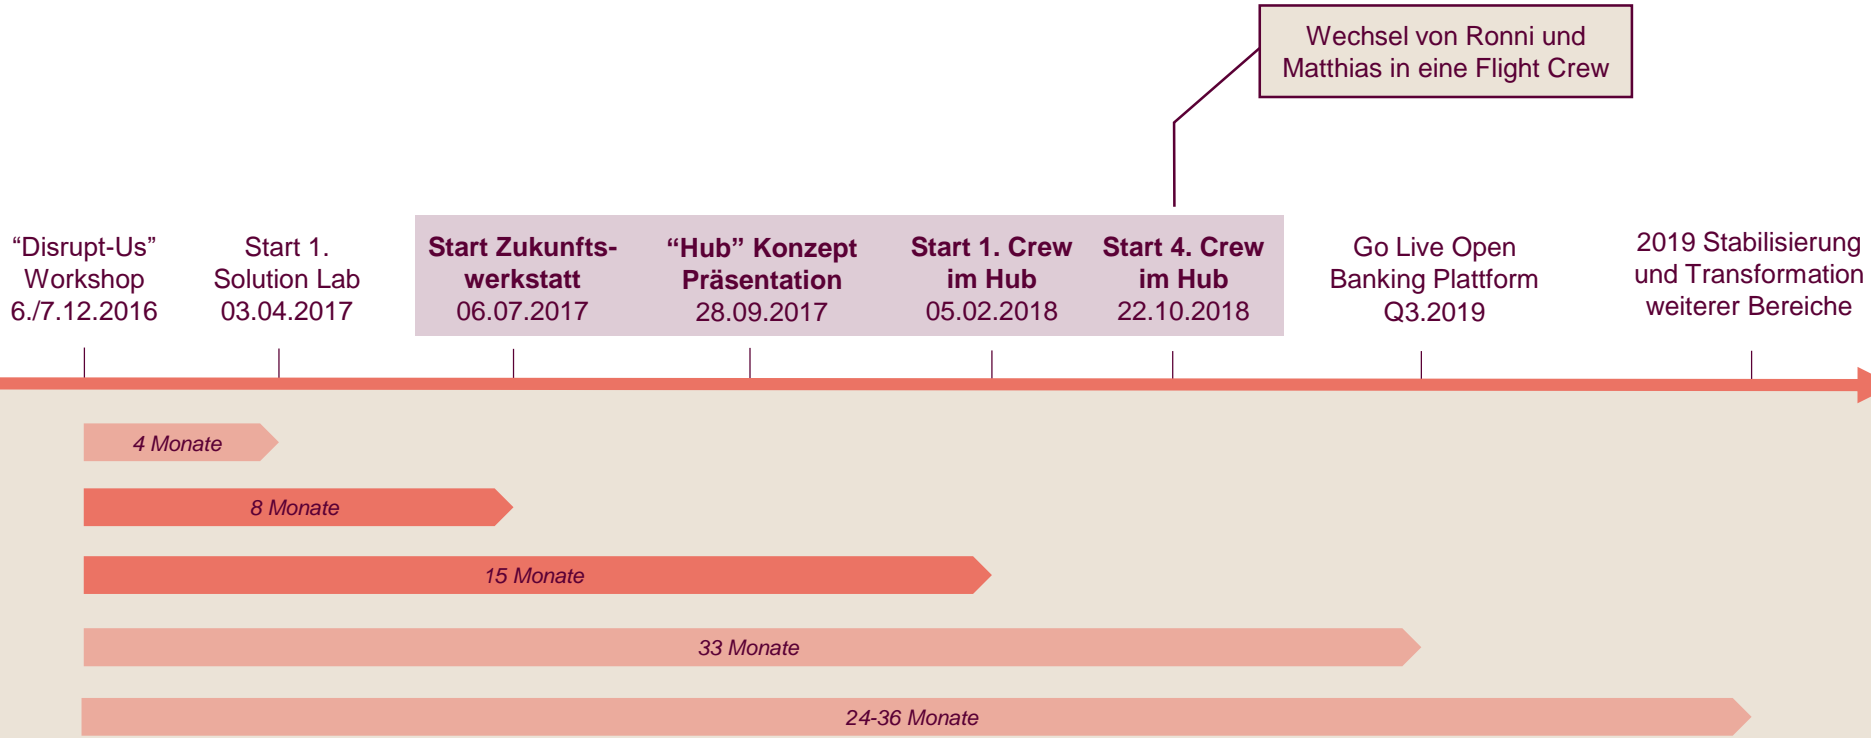 Wechsel von Ronni und
Matthias in eine Flight Crew
“Disrupt-Us”
Workshop
6./7.12.2016
Start 1.
Solution Lab
03.04.2017
Start Zukunfts-
werkstatt
06.07.2017
“Hub” Konzept
Präsentation
28.09.2017
Start 1. Crew
im Hub
05.02.2018
Start 4. Crew
im Hub
22.10.2018
Go Live Open
Banking Plattform
Q3.2019
2019 Stabilisierung
und Transformation
weiterer Bereiche
4 Monate
8 Monate
15 Monate
33 Monate
24-36 Monate